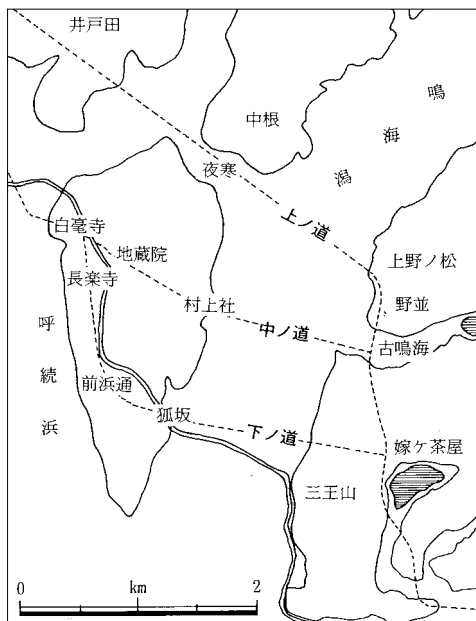 井戸田
中根
鳴海潟
夜寒
上ノ道
白毫寺
地蔵院
上野ノ松
長楽寺
野並
村上社
中ノ道
古鳴海
呼続浜
前浜通
狐坂
下ノ道
嫁ケ茶屋
三王山
0 km 2